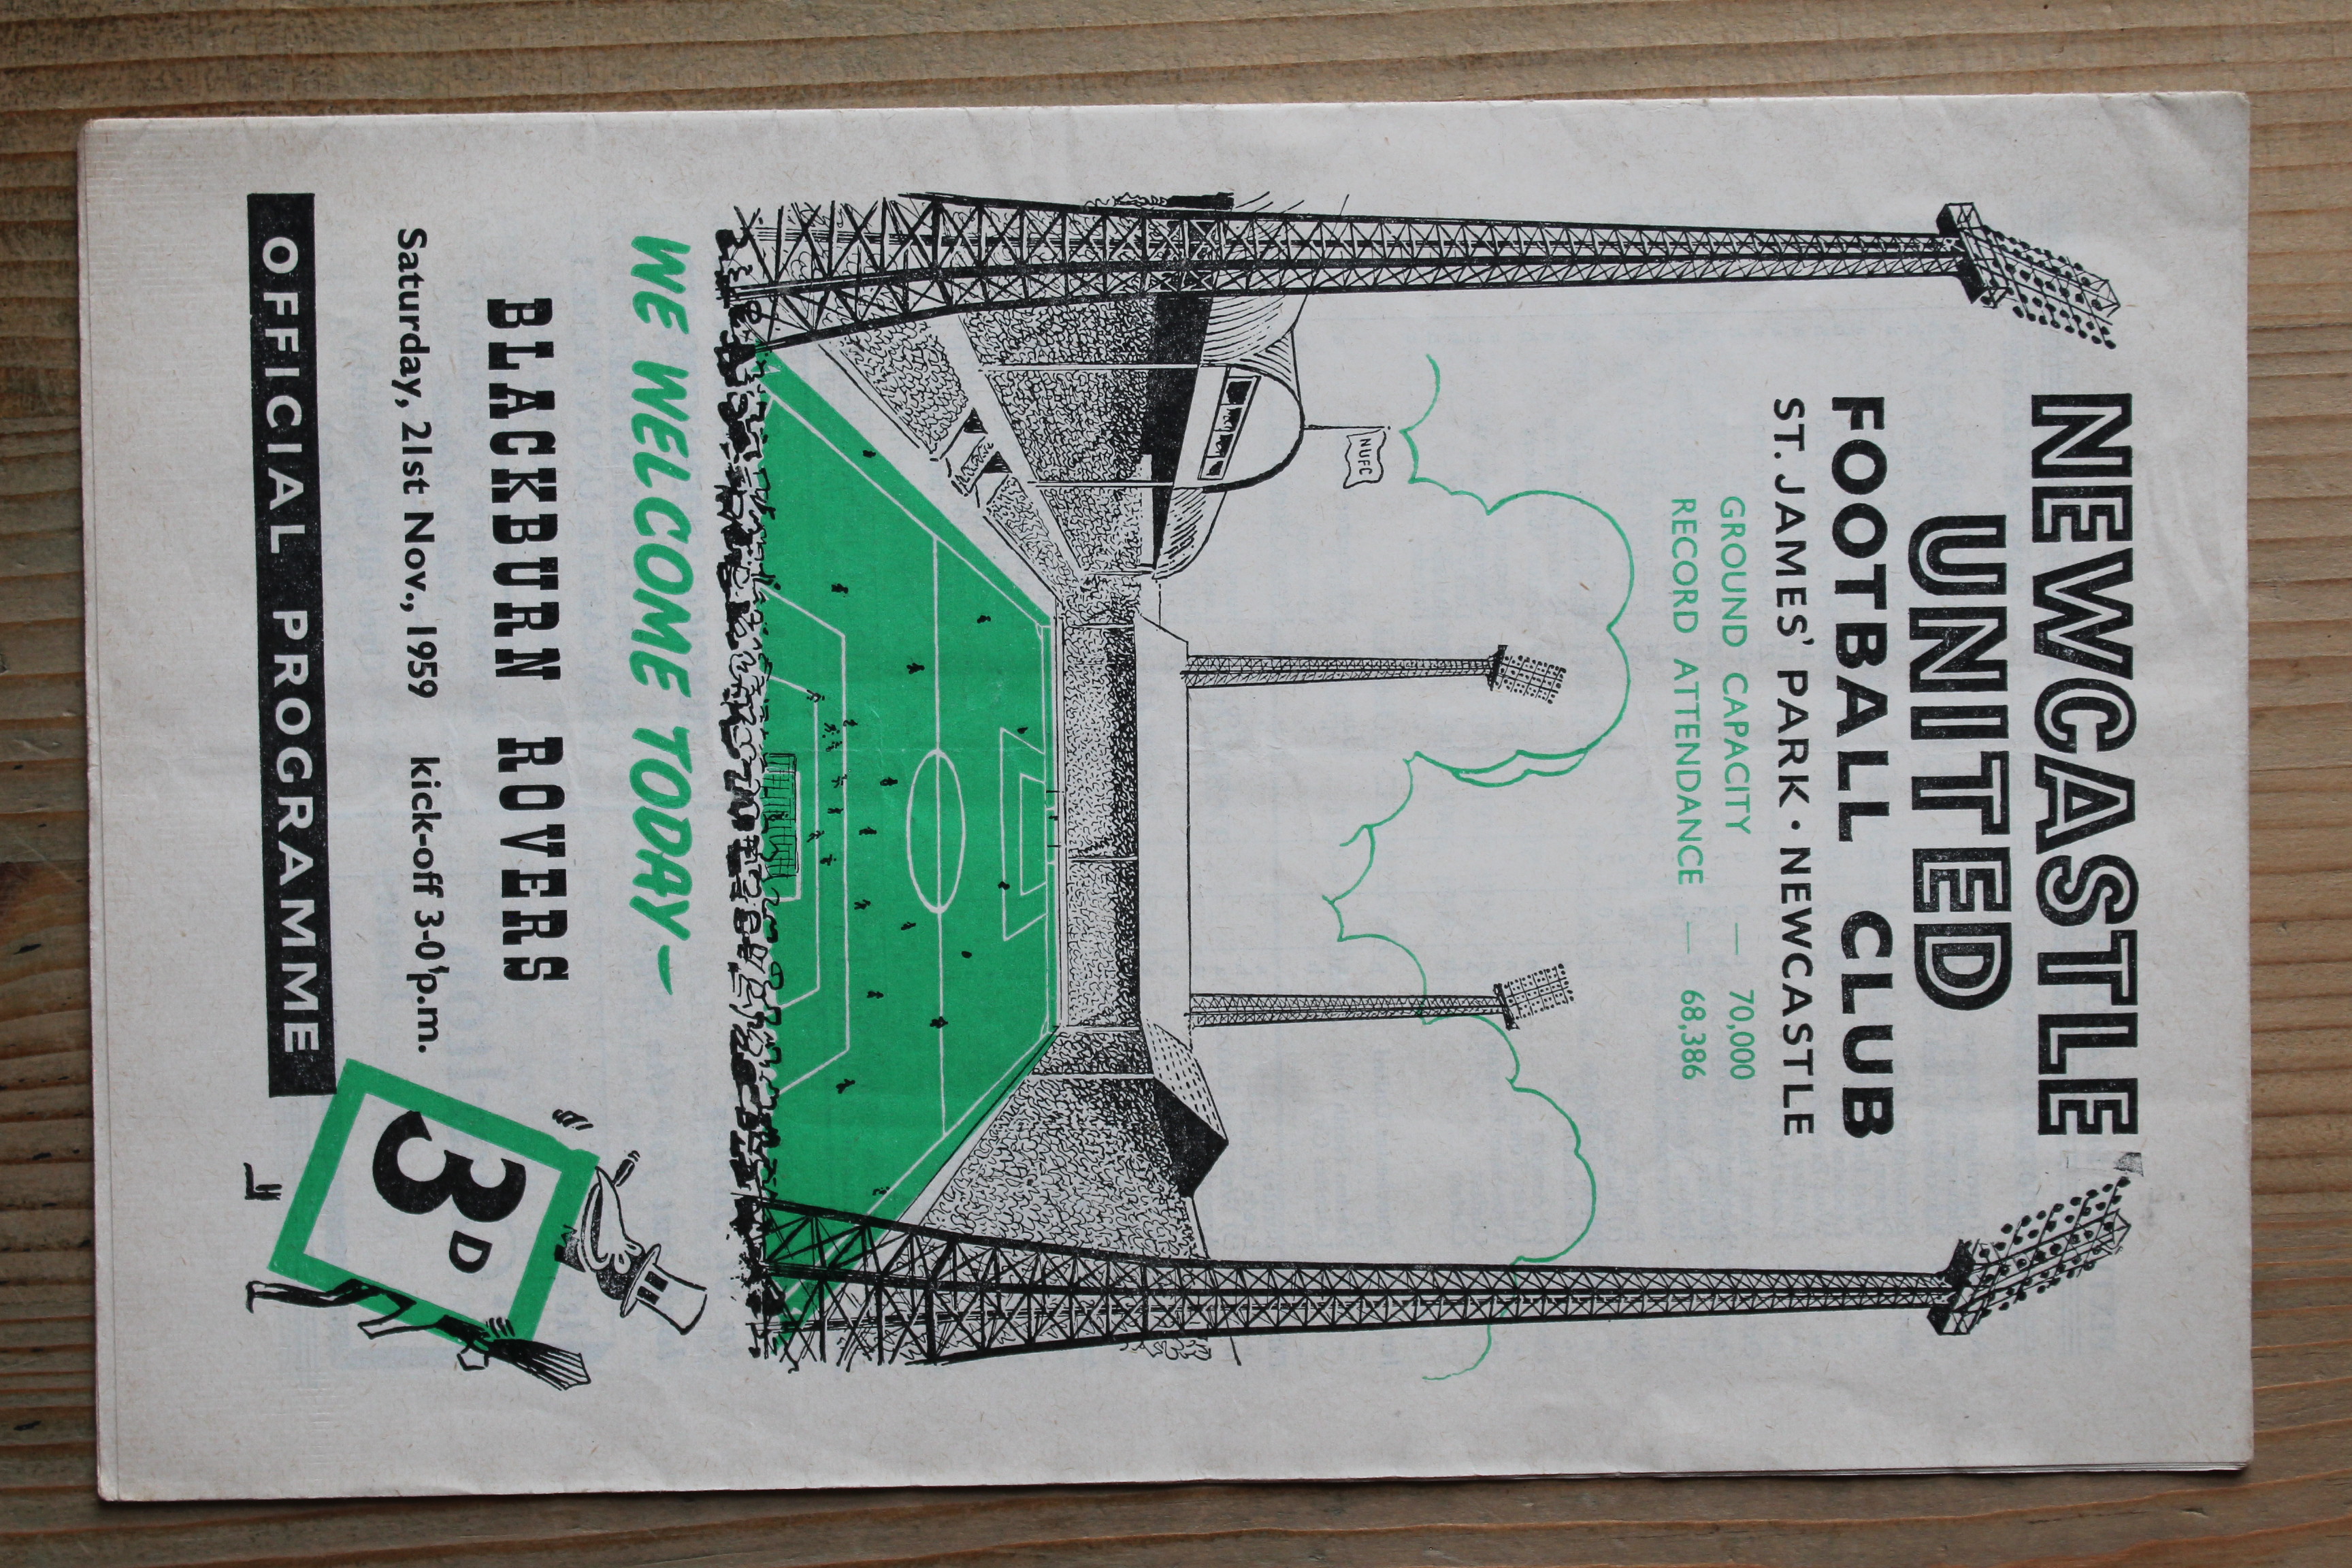 NEWCASTLE
UNITED
FOOTBALL CLUB
ST. JAMES' PARK · NEWCASTLE
GROUND CAPACITY — 70,000
RECORD ATTENDANCE — 68,386
NUFC
WE WELCOME TODAY—
BLACKBURN ROVERS
Saturday, 21st Nov., 1959 kick-off 3-0 p.m.
OFFICIAL PROGRAMME
3D